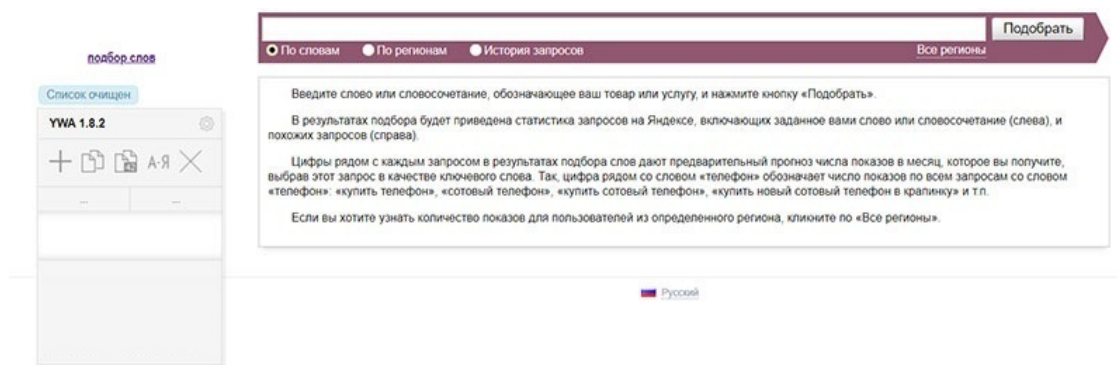 Подобрать
По словам По регионам История запросов Все регионы
подбор слов
Список очищен
YWA 1.8.2
А-Я
... ...
Введите слово или словосочетание, обозначающее ваш товар или услугу, и нажмите кнопку «Подобрать».
В результатах подбора будет приведена статистика запросов на Яндексе, включающих заданное вами слово или словосочетание (слева), и
похожих запросов (справа).
Цифры рядом с каждым запросом в результатах подбора слов дают предварительный прогноз числа показов в месяц, которое вы получите,
выбрав этот запрос в качестве ключевого слова. Так, цифра рядом со словом «телефон» обозначает число показов по всем запросам со словом
«телефон»: «купить телефон», «сотовый телефон», «купить сотовый телефон», «купить новый сотовый телефон в крапинку» и т.п.
Если вы хотите узнать количество показов для пользователей из определенного региона, кликните по «Все регионы».
Русский